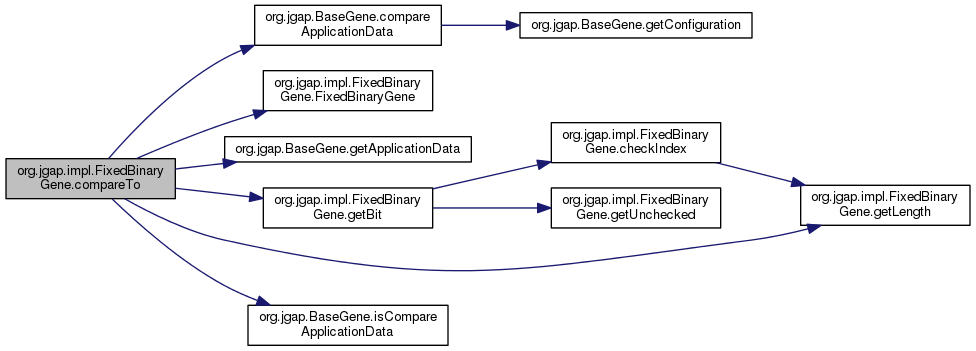 org.jgap.impl.FixedBinary
Gene.compareTo
org.jgap.BaseGene.compare
ApplicationData
org.jgap.BaseGene.getConfiguration
org.jgap.impl.FixedBinary
Gene.FixedBinaryGene
org.jgap.BaseGene.getApplicationData
org.jgap.impl.FixedBinary
Gene.getBit
org.jgap.impl.FixedBinary
Gene.checkIndex
org.jgap.impl.FixedBinary
Gene.getUnchecked
org.jgap.impl.FixedBinary
Gene.getLength
org.jgap.BaseGene.isCompare
ApplicationData